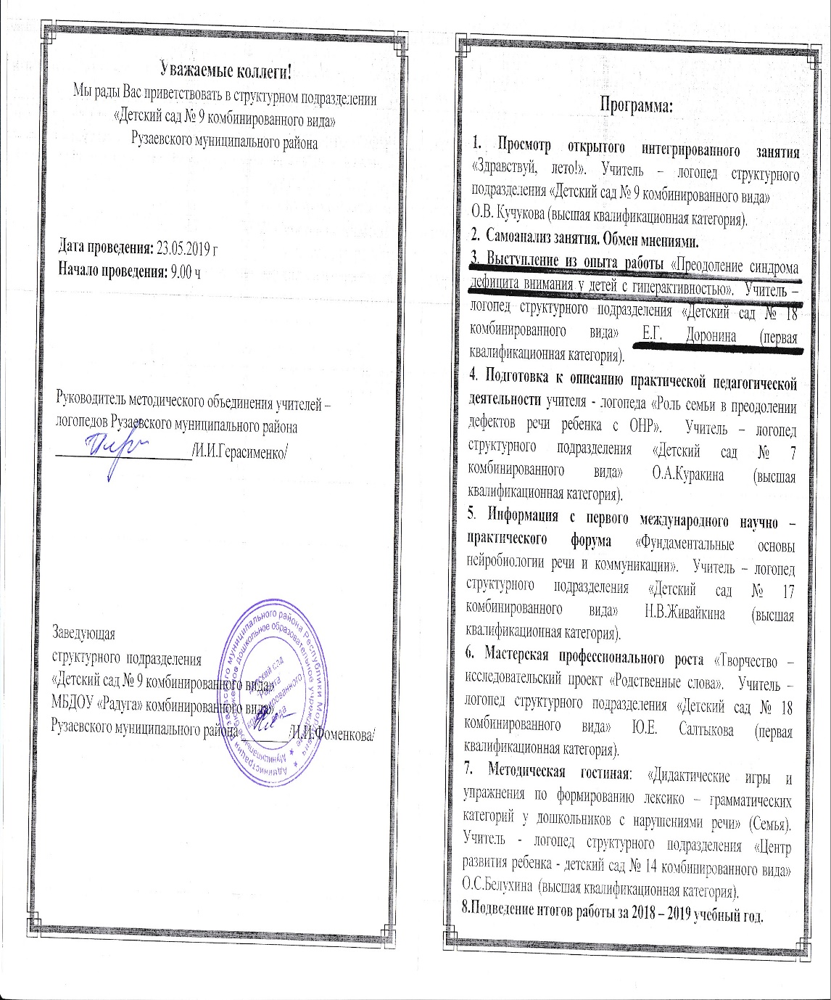 Уважаемые коллеги!
Мы рады Вас приветствовать в структурном подразделении
«Детский сад № 9 комбинированного вида»
Рузаевского муниципального района
Дата проведения: 23.05.2019 г
Начало проведения: 9.00 ч
Руководитель методического объединения учителей –
логопедов Рузаевского муниципального района
/И.И.Герасименко/
Заведующая
структурного подразделения
«Детский сад № 9 комбинированного вида»
МБДОУ «Радуга» комбинированного вида»
Рузаевского муниципального района /И.И.Фоменкова/
Администрация Рузаевского муниципального района Республики Мордовия
Муниципальное бюджетное дошкольное образовательное учреждение
детский сад
Радуга
комбинированного
вида
Программа:
1. Просмотр открытого интегрированного занятия
«Здравствуй, лето!». Учитель – логопед структурного
подразделения «Детский сад № 9 комбинированного вида»
О.В. Кучукова (высшая квалификационная категория).
2. Самоанализ занятия. Обмен мнениями.
3. Выступление из опыта работы «Преодоление синдрома
дефицита внимания у детей с гиперактивностью». Учитель –
логопед структурного подразделения «Детский сад № 18
комбинированного вида» Е.Г. Доронина (первая
квалификационная категория).
4. Подготовка к описанию практической педагогической
деятельности учителя - логопеда «Роль семьи в преодолении
дефектов речи ребенка с ОНР». Учитель – логопед
структурного подразделения «Детский сад № 7
комбинированного вида» О.А.Куракина (высшая
квалификационная категория).
5. Информация с первого международного научно –
практического форума «Фундаментальные основы
нейробиологии речи и коммуникации». Учитель – логопед
структурного подразделения «Детский сад № 17
комбинированного вида» Н.В.Живайкина (высшая
квалификационная категория).
6. Мастерская профессионального роста «Творчество –
исследовательский проект «Родственные слова». Учитель –
логопед структурного подразделения «Детский сад № 18
комбинированного вида» Ю.Е. Салтыкова (первая
квалификационная категория).
7. Методическая гостиная: «Дидактические игры и
упражнения по формированию лексико – грамматических
категорий у дошкольников с нарушениями речи» (Семья).
Учитель - логопед структурного подразделения «Центр
развития ребенка - детский сад № 14 комбинированного вида»
О.С.Белухина (высшая квалификационная категория).
8.Подведение итогов работы за 2018 – 2019 учебный год.